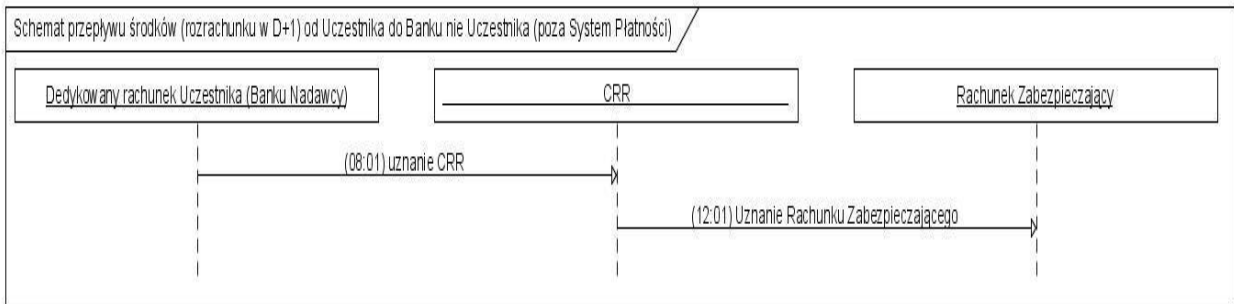 Schemat przepływu środków (rozrachunku w D+1) od Uczestnika do Banku nie Uczestnika (poza System Płatności)
Dedykowany rachunek Uczestnika (Banku Nadawcy)
CRR
Rachunek Zabezpieczający
(08:01) uznanie CRR
(12:01) Uznanie Rachunku Zabezpieczającego